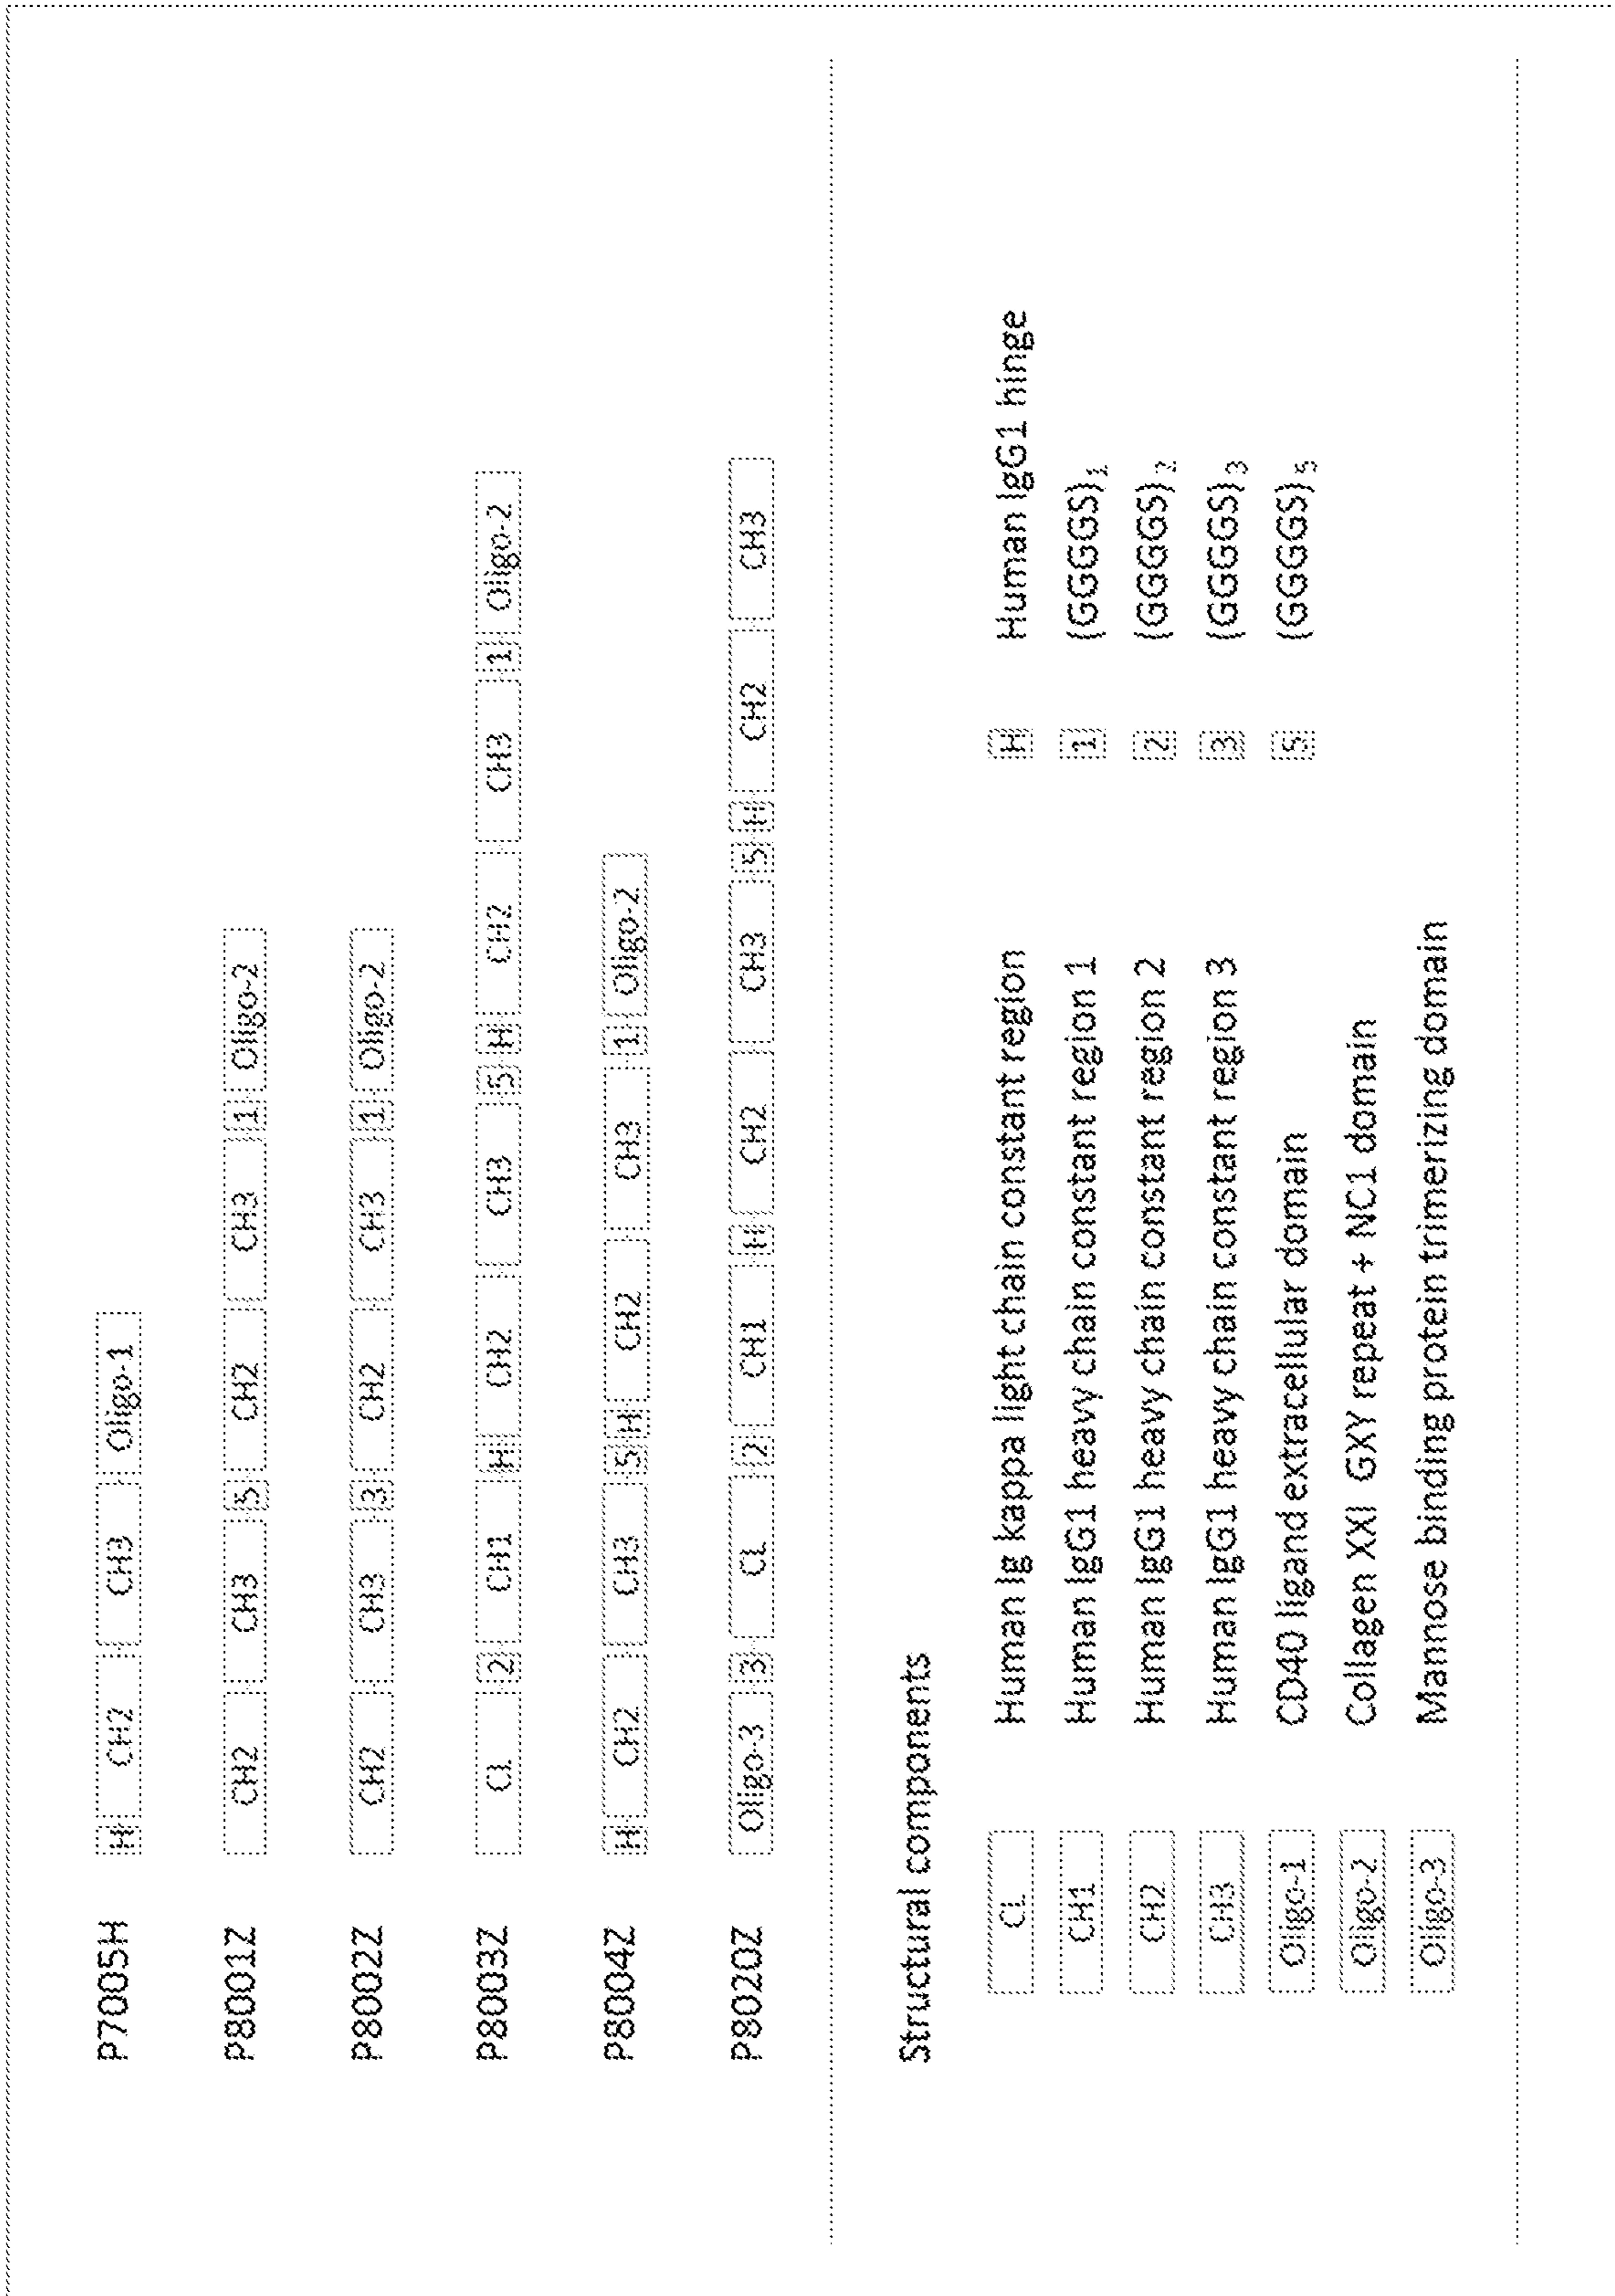 P7005H H CH2 CH3 Oligo-1
P8001Z CH2 CH3 5 CH2 CH3 1 Oligo-2
P8002Z CH2 CH3 3 CH2 CH3 1 Oligo-2
P8003Z CL 2 CH1 H CH2 CH3 5 H CH2 CH3 1 Oligo-2
P8004Z H CH2 CH3 5 H CH2 CH3 1 Oligo-2
P8020Z Oligo-3 3 CL 2 CH1 H CH2 CH3 5 H CH2 CH3
Structural components
CL Human Ig kappa light chain constant region H Human IgG1 hinge
CH1 Human IgG1 heavy chain constant region 1 1 (GGGGS)₁
CH2 Human IgG1 heavy chain constant region 2 2 (GGGGS)₂
CH3 Human IgG1 heavy chain constant region 3 3 (GGGGS)₃
Oligo-1 CD40 ligand extracellular domain 5 (GGGGS)₅
Oligo-2 Collagen XXI GXY repeat + NC1 domain
Oligo-3 Mannose binding protein trimerizing domain